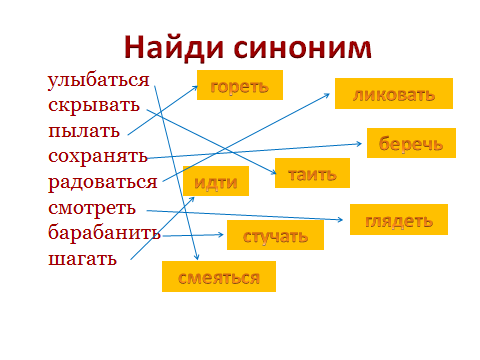 Найди синоним
улыбаться
скрывать
пылать
сохранять
радоваться
смотреть
барабанить
шагать
гореть
ликовать
беречь
таить
идти
глядеть
стучать
смеяться